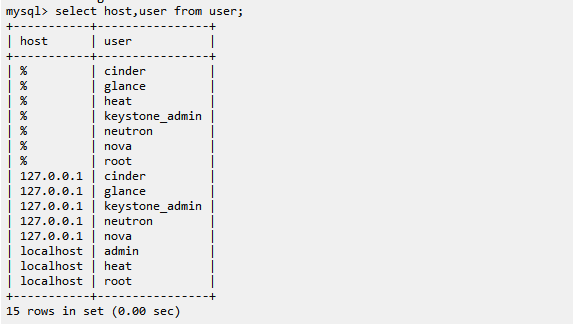 mysql> select host,user from user;
+-----------+----------------+
| host      | user           |
+-----------+----------------+
| %         | cinder         |
| %         | glance         |
| %         | heat           |
| %         | keystone_admin |
| %         | neutron        |
| %         | nova           |
| %         | root           |
| 127.0.0.1 | cinder         |
| 127.0.0.1 | glance         |
| 127.0.0.1 | keystone_admin |
| 127.0.0.1 | neutron        |
| 127.0.0.1 | nova           |
| localhost | admin          |
| localhost | heat           |
| localhost | root           |
+-----------+----------------+
15 rows in set (0.00 sec)